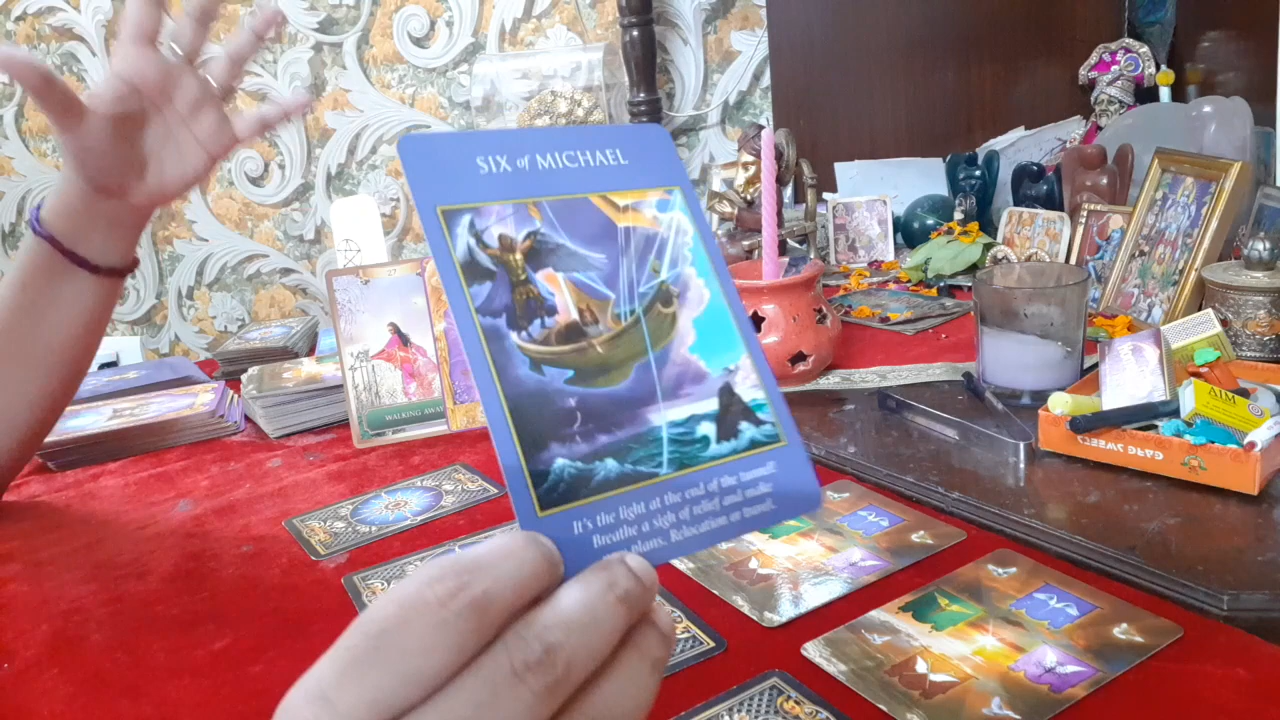 SIX of MICHAEL
It's the light at the end of the tunnel!
Breathe a sigh of relief and make
plans. Relocation or travel.
27
WALKING AWAY
AIM